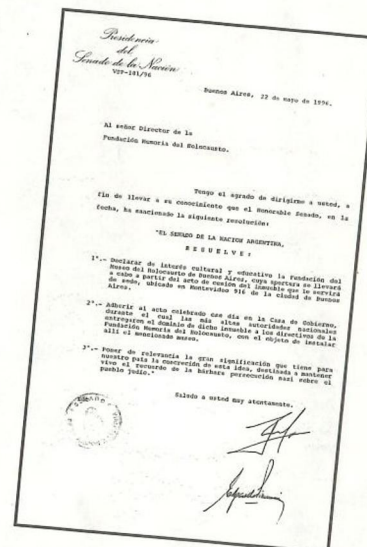 Presidencia
del
Senado de la Nación
VSP-181/96
Buenos Aires, 22 de mayo de 1996.
Al señor Director de la
Fundación Memoria del Holocausto.
Tengo el agrado de dirigirme a usted, a
fin de llevar a su conocimiento que el Honorable Senado, en la
fecha, ha sancionado la siguiente resolución:
"EL SENADO DE LA NACION ARGENTINA,
R E S U E L V E :
1º.- Declarar de interés cultural y educativo la Fundación del
Museo del Holocausto de Buenos Aires, cuya apertura se llevará
a cabo a partir del acto de cesión del inmueble que le servirá
de sede, ubicado en Montevideo 916 de la ciudad de Buenos
Aires.
2º.- Adherir al acto celebrado ese día en la Casa de Gobierno,
durante el cual las más altas autoridades nacionales
entregaron el dominio de dicho inmueble a los directivos de la
Fundación Memoria del Holocausto, con el objeto de instalar
allí el mencionado museo.
3º.- Poner de relevancia la gran significación que tiene para
nuestro país la concreción de esta idea, destinada a mantener
vivo el recuerdo de la bárbara persecución nazi sobre el
pueblo judío."
Saludo a usted muy atentamente.